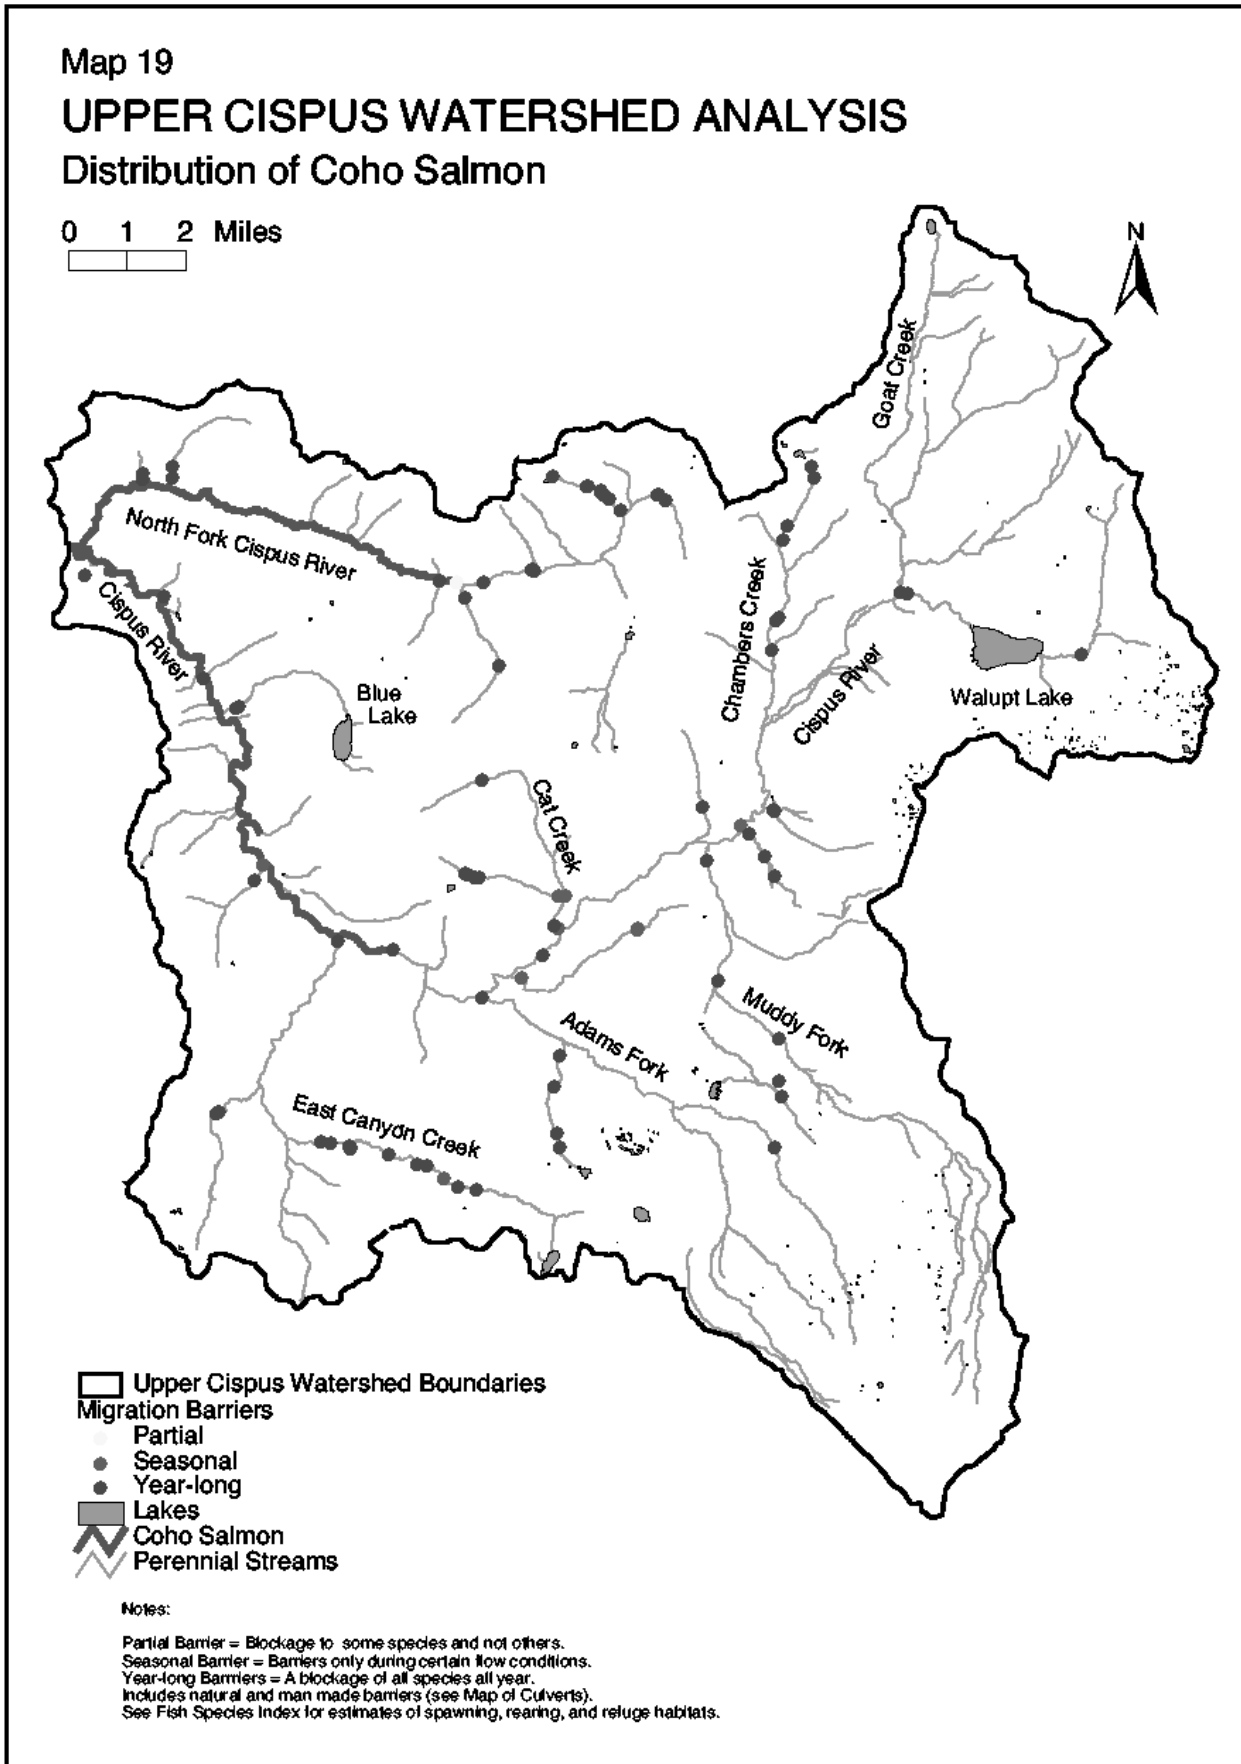 Map 19
UPPER CISPUS WATERSHED ANALYSIS
Distribution of Coho Salmon
0 1 2 Miles
N
Goat Creek
North Fork Cispus River
Cispus River
Chambers Creek
Cispus River
Walupt Lake
Blue
Lake
Cat Creek
Muddy Fork
Adams Fork
East Canyon Creek
Upper Cispus Watershed Boundaries
Migration Barriers
Partial
Seasonal
Year-long
Lakes
Coho Salmon
Perennial Streams
Notes:
Partial Barrier = Blockage to some species and not others.
Seasonal Barrier = Barriers only during certain flow conditions.
Year-long Barrriers = A blockage of all species all year.
Includes natural and man made barriers (see Map of Culverts).
See Fish Species Index for estimates of spawning, rearing, and refuge habitats.